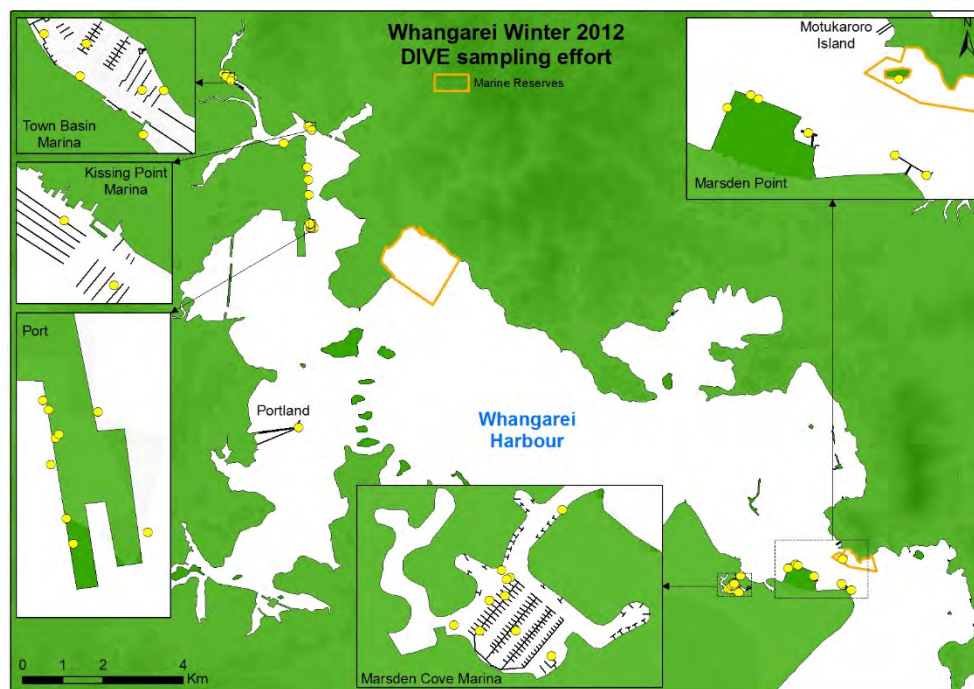 Whangarei Winter 2012
DIVE sampling effort
Marine Reserves
Town Basin
Marina
Kissing Point
Marina
Port
Portland
Whangarei
Harbour
Motukaroro
Island
N
Marsden Point
Marsden Cove Marina
0 1 2 4
Km